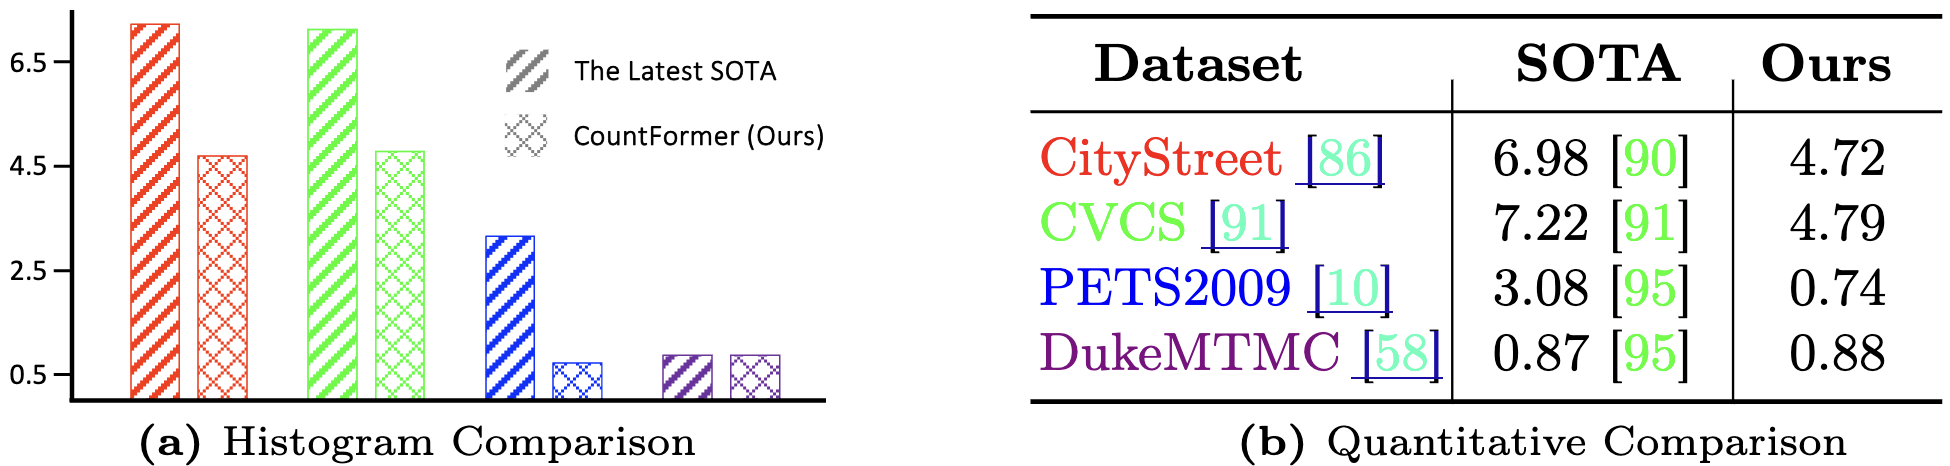 6.5
4.5
2.5
0.5
The Latest SOTA
CountFormer (Ours)
(a) Histogram Comparison
Dataset SOTA Ours
CityStreet [86] 6.98 [90] 4.72
CVCS [91] 7.22 [91] 4.79
PETS2009 [10] 3.08 [95] 0.74
DukeMTMC [58] 0.87 [95] 0.88
(b) Quantitative Comparison